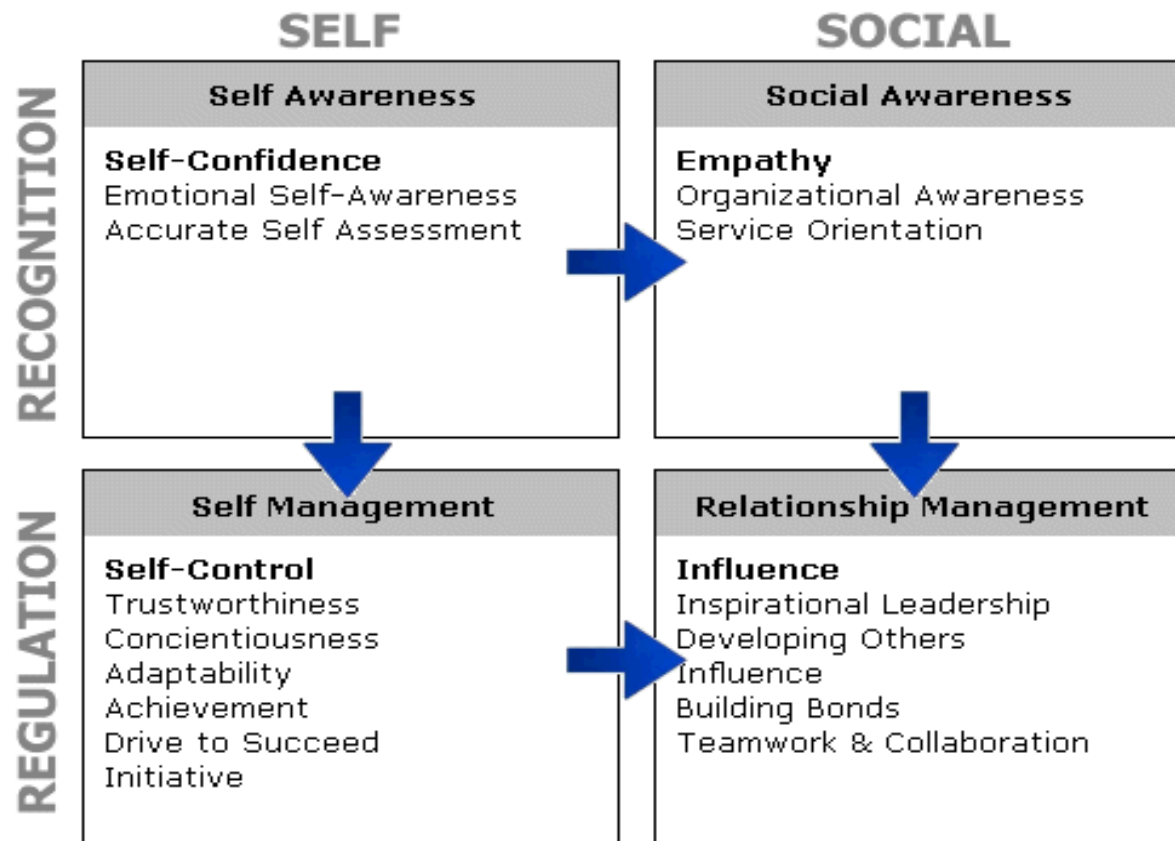 SELF
SOCIAL
RECOGNITION
Self Awareness
Self-Confidence
Emotional Self-Awareness
Accurate Self Assessment
Social Awareness
Empathy
Organizational Awareness
Service Orientation
REGULATION
Self Management
Self-Control
Trustworthiness
Concientiousness
Adaptability
Achievement
Drive to Succeed
Initiative
Relationship Management
Influence
Inspirational Leadership
Developing Others
Influence
Building Bonds
Teamwork & Collaboration